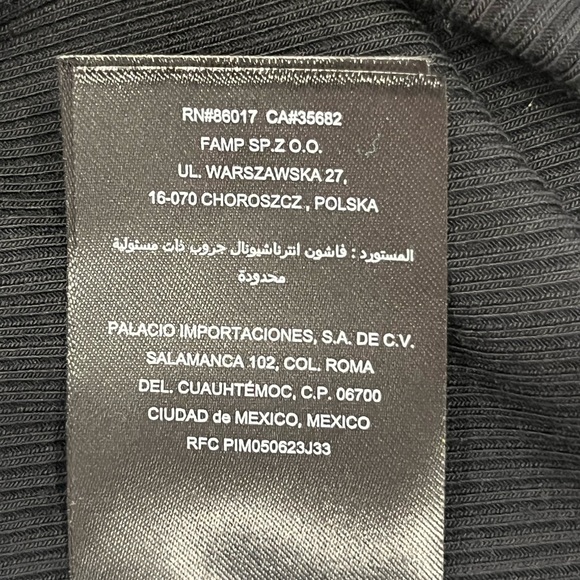 RN#86017 CA#35682
FAMP SP.Z O.O.
UL. WARSZAWSKA 27,
16-070 CHOROSZCZ , POLSKA
المستورد : فاشون انترناشيونال جروب ذات مسئولية
محدودة
PALACIO IMPORTACIONES, S.A. DE C.V.
SALAMANCA 102, COL. ROMA
DEL. CUAUHTÉMOC, C.P. 06700
CIUDAD de MEXICO, MEXICO
RFC PIM050623J33